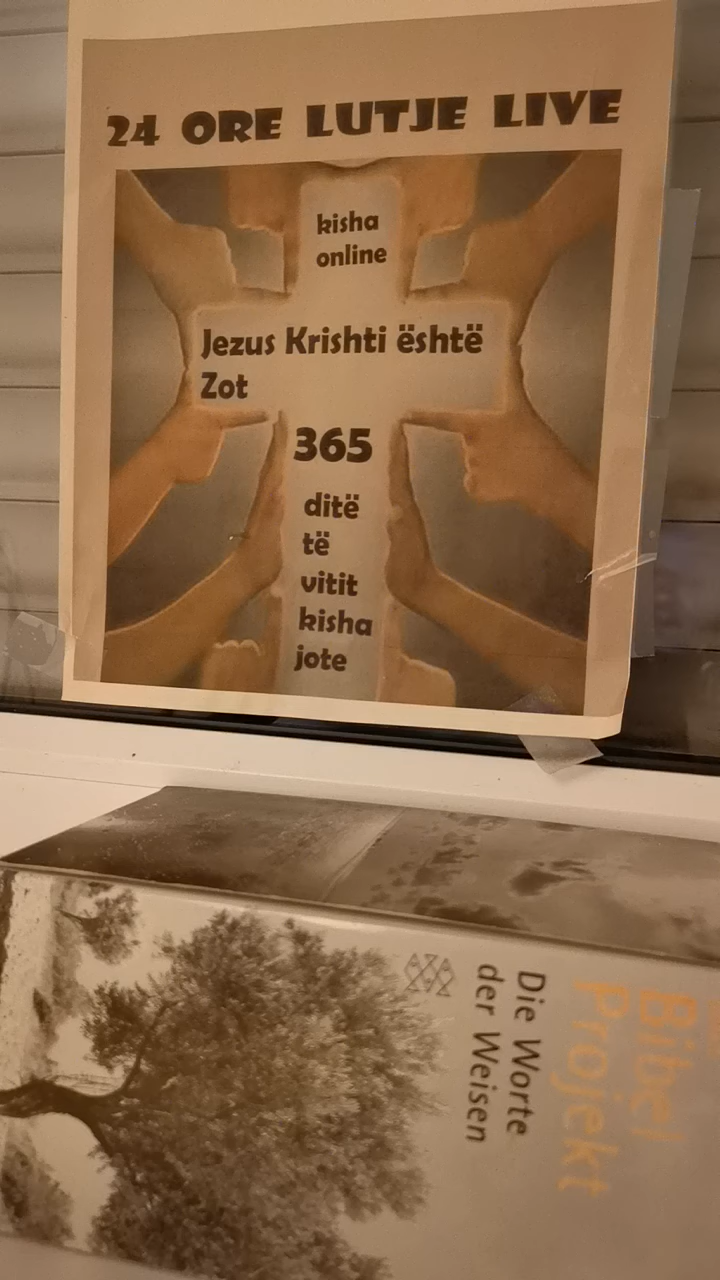 24 ORE LUTJE LIVE
kisha
online
Jezus Krishti është
Zot
365
ditë
të
vitit
kisha
jote
Bibel
Projekt
Die Worte
der Weisen